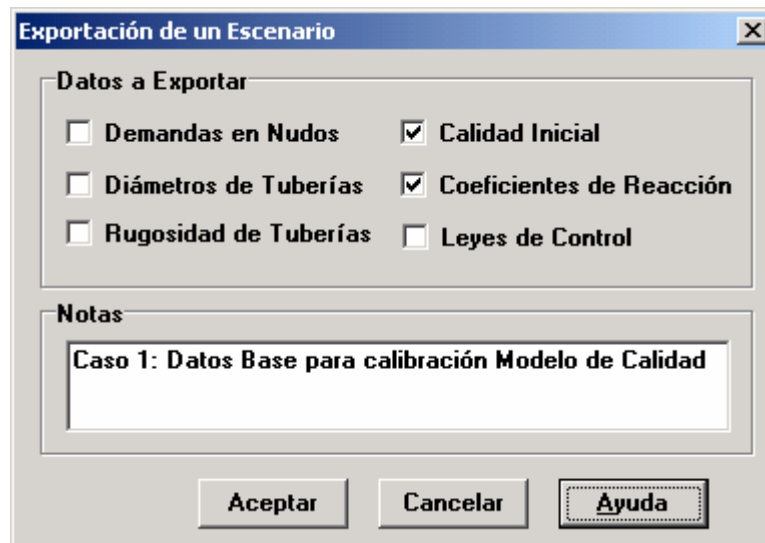 Exportación de un Escenario
Datos a Exportar
Demandas en Nudos
Calidad Inicial
Diámetros de Tuberías
Coeficientes de Reacción
Rugosidad de Tuberías
Leyes de Control
Notas
Caso 1: Datos Base para calibración Modelo de Calidad
Aceptar
Cancelar
Ayuda